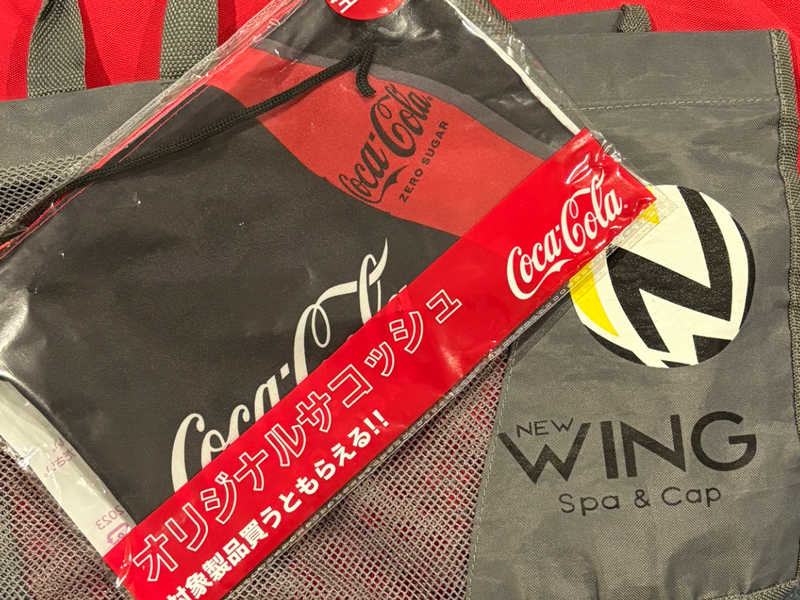 Coca-Cola
ZERO SUGAR
Coca-Cola
Coca-Cola
オリジナルサコッシュ
対象製品買うともらえる!!
2023
NEW
WING
Spa & Cap